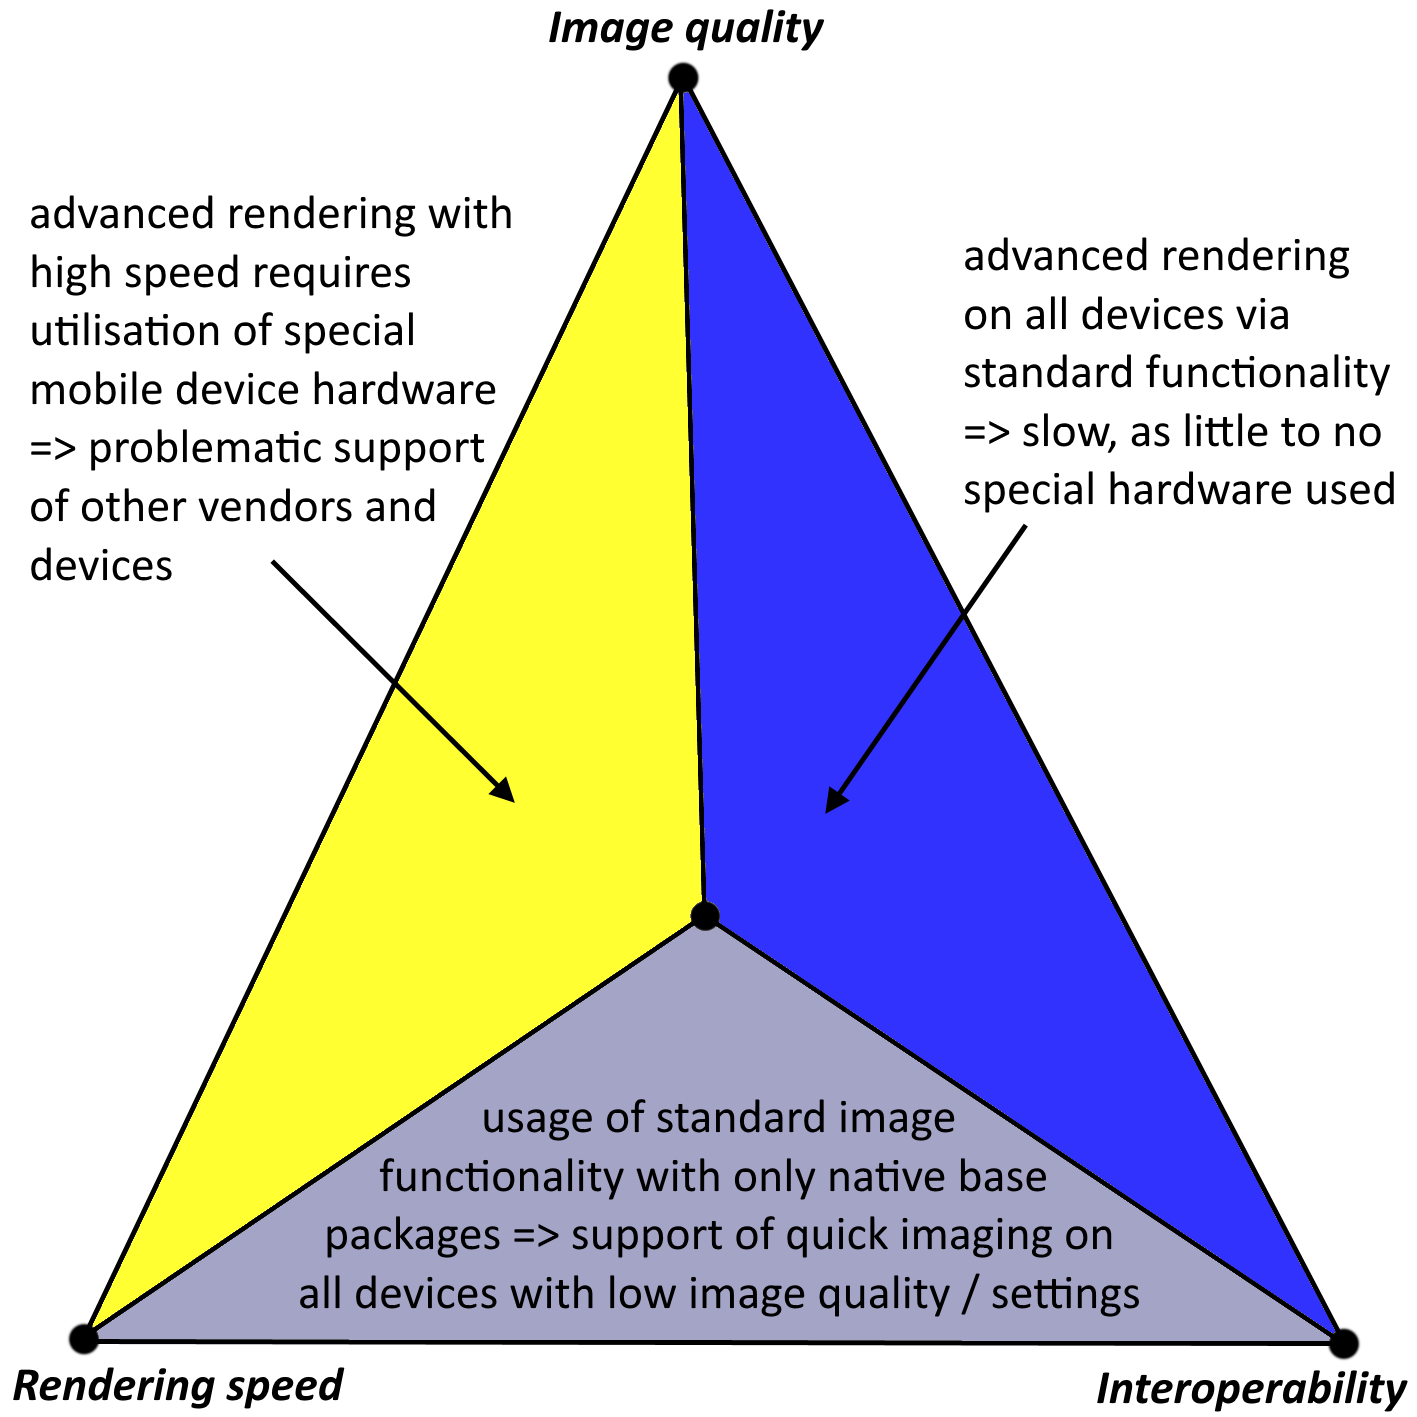 Image quality
advanced rendering with
high speed requires
utilisation of special
mobile device hardware
=> problematic support
of other vendors and
devices
advanced rendering
on all devices via
standard functionality
=> slow, as little to no
special hardware used
usage of standard image
functionality with only native base
packages => support of quick imaging on
all devices with low image quality / settings
Rendering speed
Interoperability